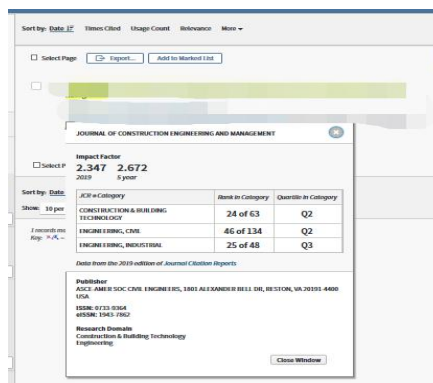 Sort by: Date Times Cited Usage Count Relevance More
Select Page Export... Add to Marked List
JOURNAL OF CONSTRUCTION ENGINEERING AND MANAGEMENT
Impact Factor
2.347 2.672
2019 5 year
Select P
JCR ® Category Rank in Category Quartile in Category
CONSTRUCTION & BUILDING TECHNOLOGY 24 of 63 Q2
ENGINEERING, CIVIL 46 of 134 Q2
ENGINEERING, INDUSTRIAL 25 of 48 Q3
Sort by: Date
Show: 10 per
1 records ma
Key:
Data from the 2019 edition of Journal Citation Reports
Publisher
ASCE-AMER SOC CIVIL ENGINEERS, 1801 ALEXANDER BELL DR, RESTON, VA 20191-4400
USA
ISSN: 0733-9364
eISSN: 1943-7862
Research Domain
Construction & Building Technology
Engineering
Close Window